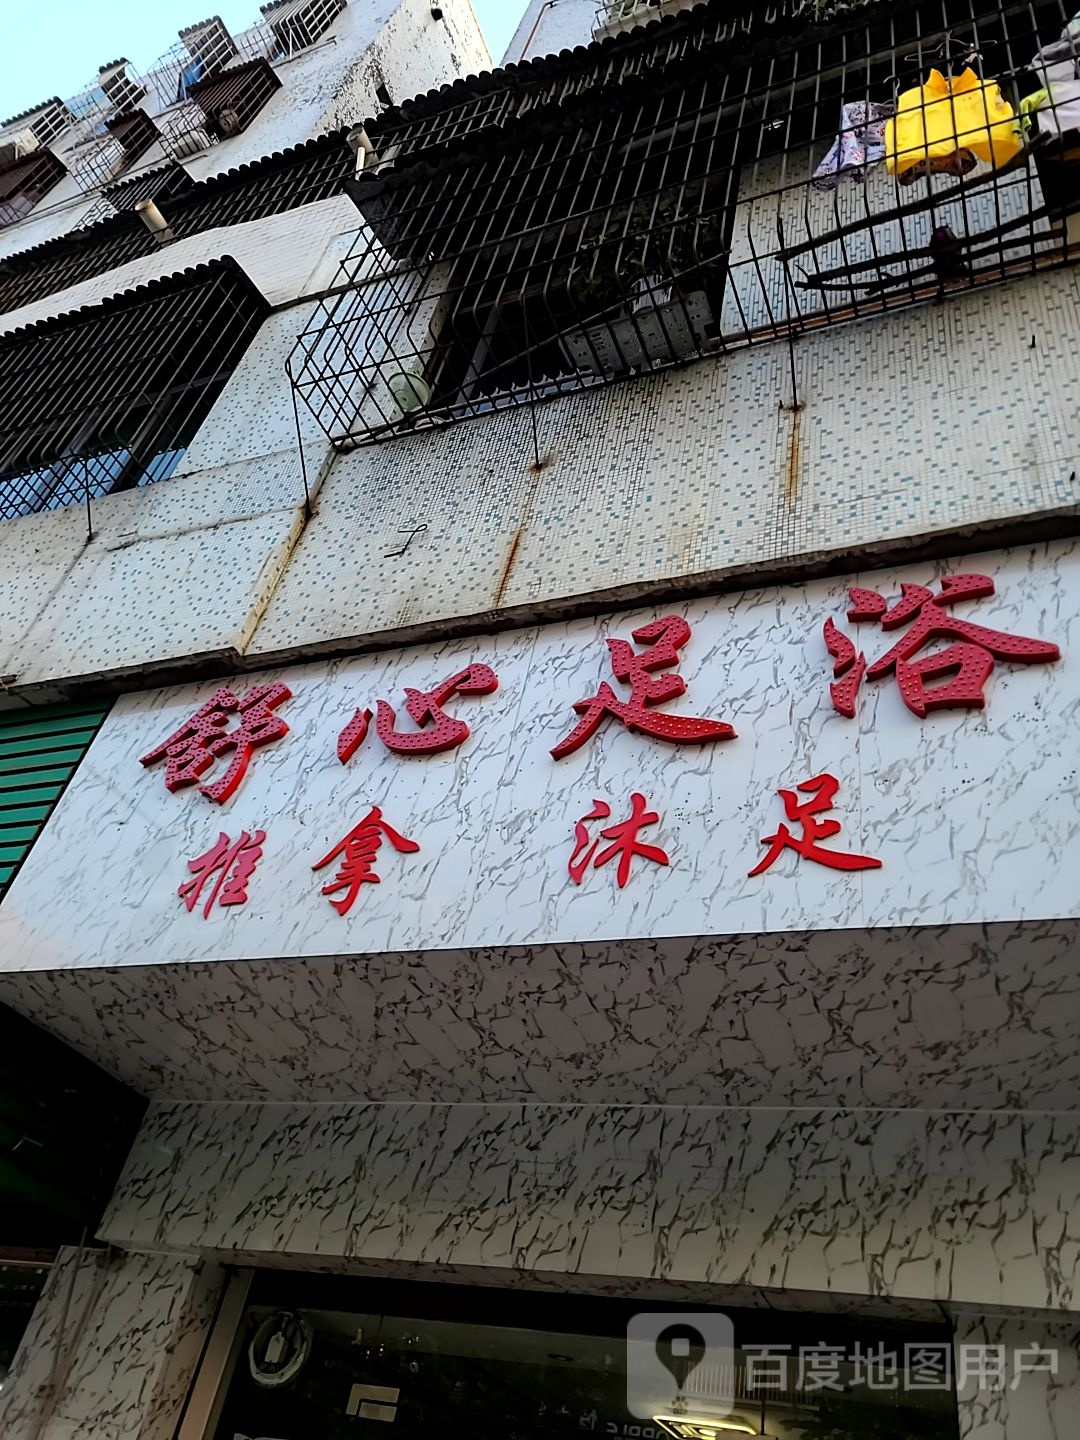 舒心足浴
推拿 沐足
百度地图用户